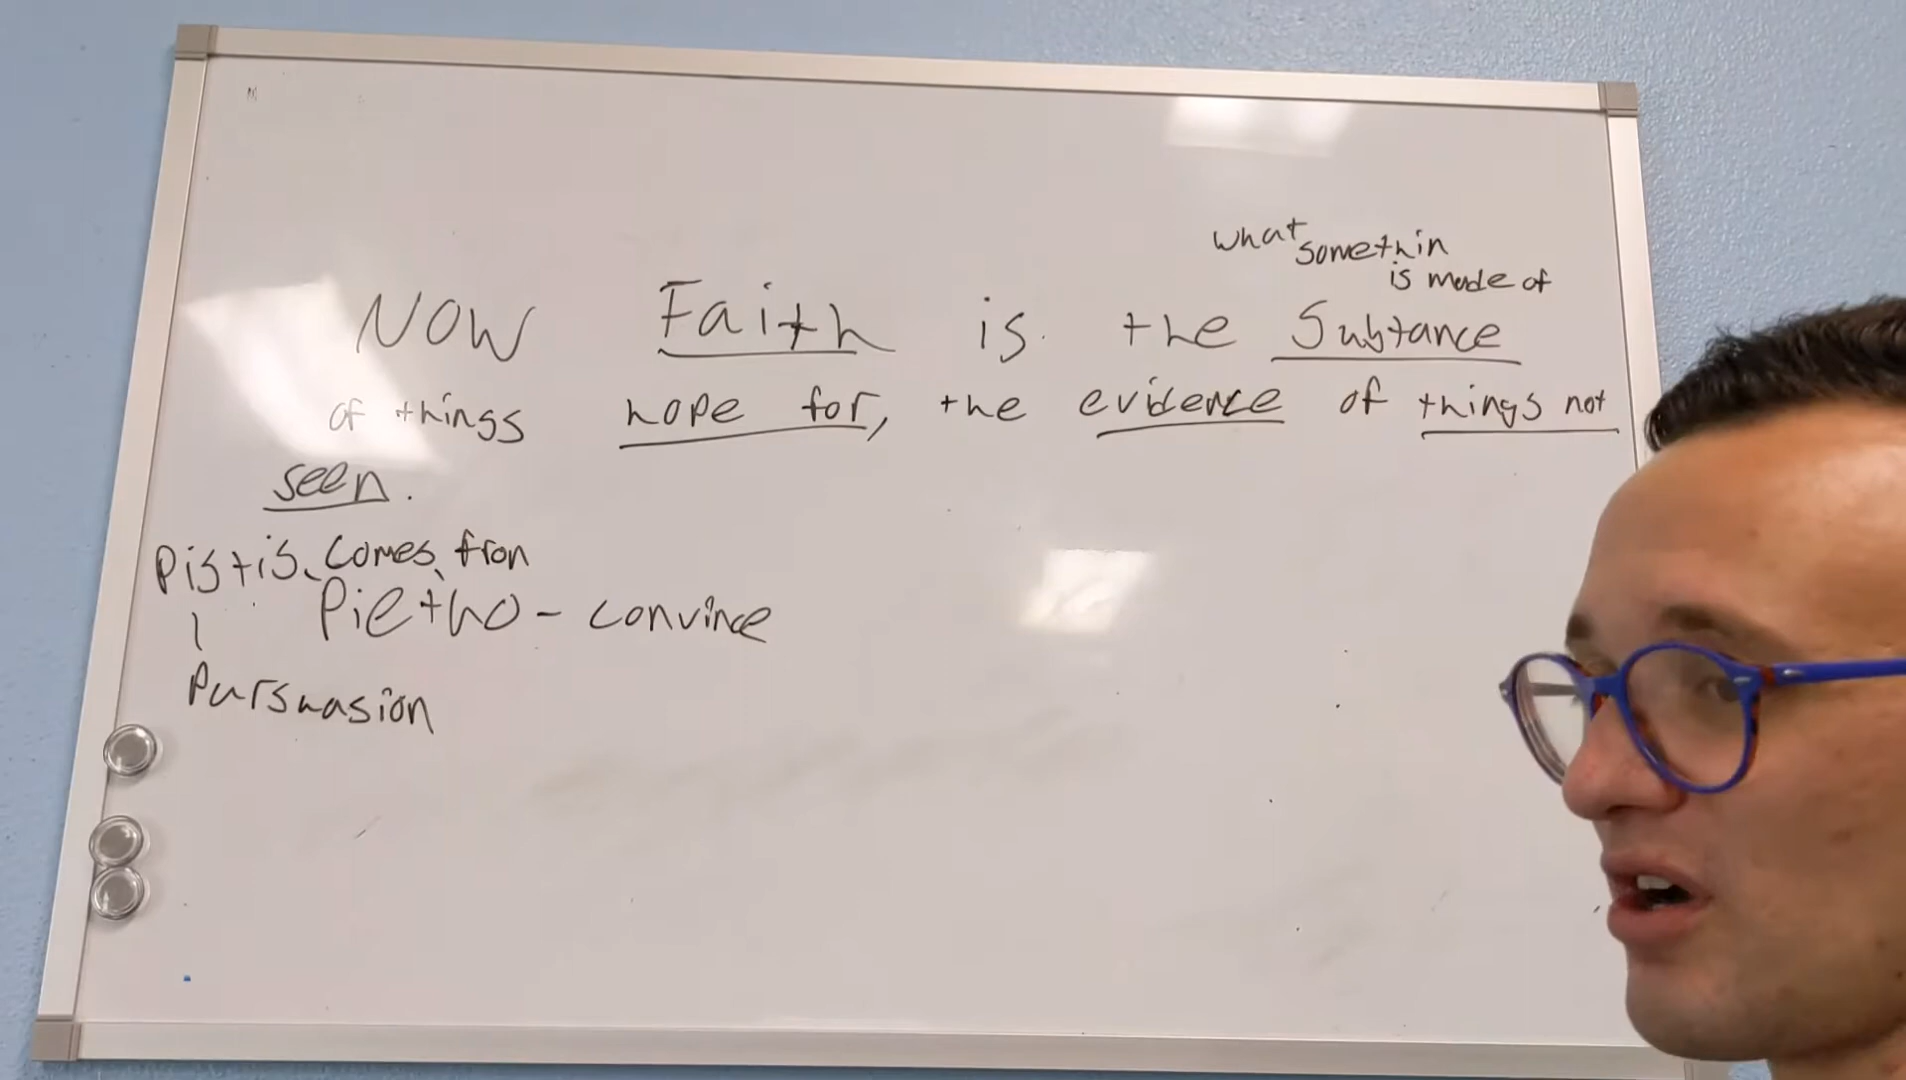 what somethin
is made of
NOW Faith is the Substance
of things hope for, the evidence of things not
seen.
Pistis comes from
Pietho - convince
Pursuasion